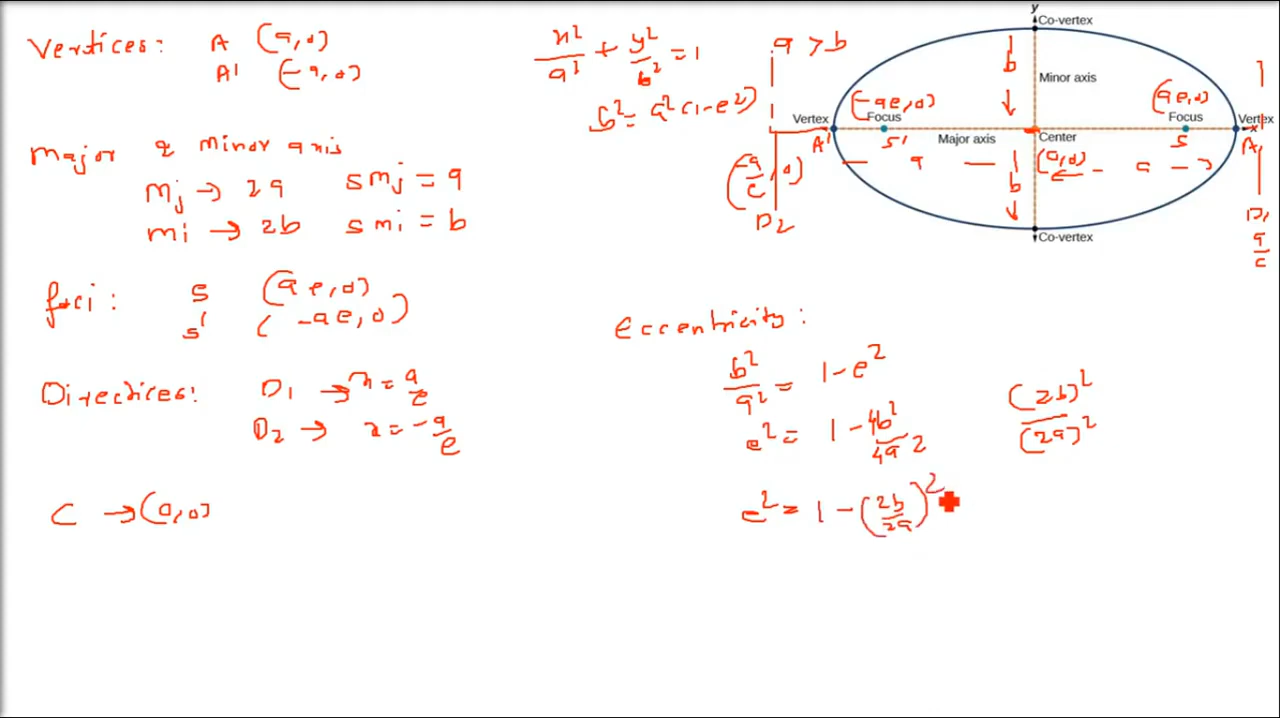 Vertices: A (a,0)
A' (-a,0)
x²/a² + y²/b² = 1
a > b
b² = a²(1-e²)
y
Co-vertex
b
Minor axis
(-ae,0)
(ae,0)
Vertex
Focus
Focus
Vertex
x
A'
S'
Major axis
Center
S
A
a
(0,0)
a
(-a/e, 0)
b
D2
Co-vertex
D1
a/e
Major & minor axis
Mj → 2a smj = a
mi → 2b smi = b
foci: S (ae,0)
S' (-ae,0)
Directices: D1 → x = a/e
D2 → x = -a/e
C → (0,0)
Eccentricity:
b²/a² = 1-e²
e² = 1 - 4b²/4a2
(2b)²/(2a)²
e² = 1 - (2b/2a)²